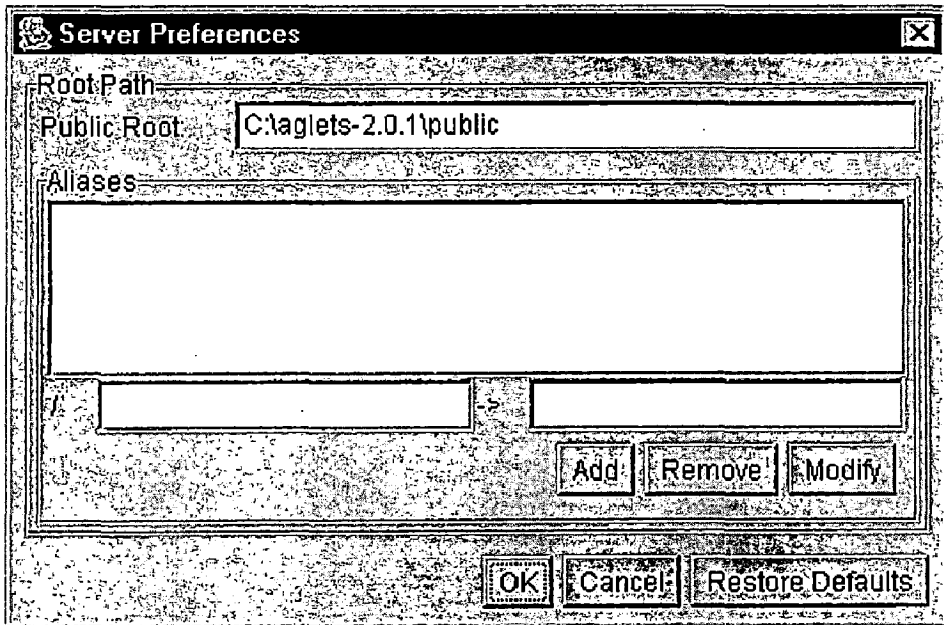 Server Preferences
Root Path
Public Root C:\aglets-2.0.1\public
Aliases
/ ->
Add Remove Modify
OK Cancel Restore Defaults